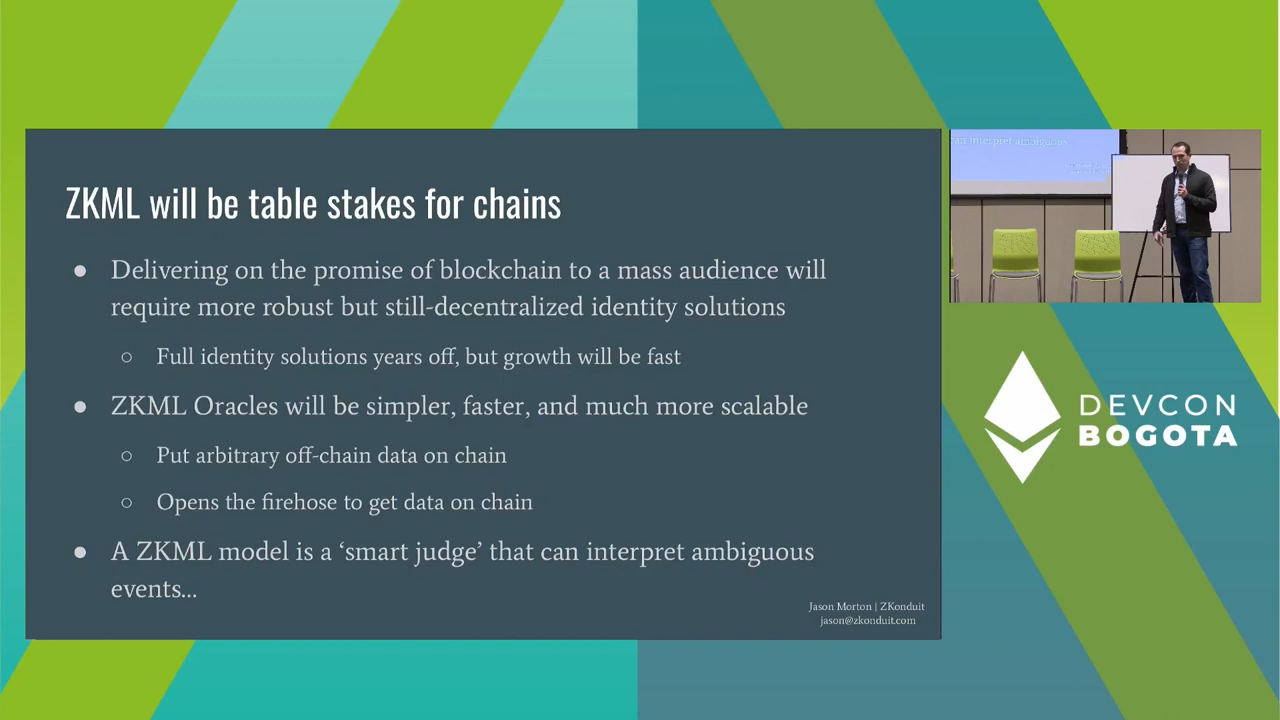 ZKML will be table stakes for chains
● Delivering on the promise of blockchain to a mass audience will
require more robust but still-decentralized identity solutions
○ Full identity solutions years off, but growth will be fast
● ZKML Oracles will be simpler, faster, and much more scalable
○ Put arbitrary off-chain data on chain
○ Opens the firehose to get data on chain
● A ZKML model is a ‘smart judge’ that can interpret ambiguous
events...
Jason Morton | ZKonduit
jason@zkonduit.com
can interpret ambiguous
DEVCON
BOGOTA